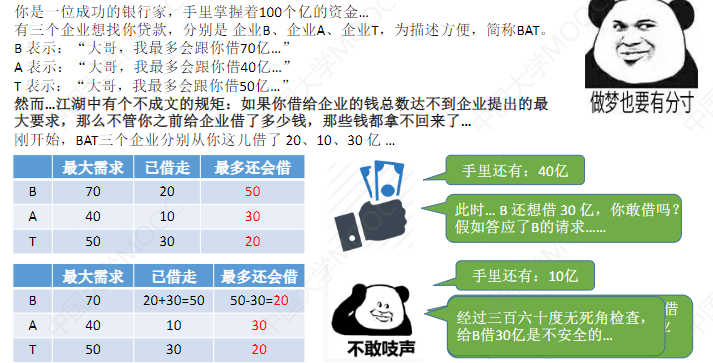 你是一位成功的银行家，手里掌握着100个亿的资金…
有三个企业想找你贷款，分别是 企业B、企业A、企业T，为描述方便，简称BAT。
B 表示：“大哥，我最多会跟你借70亿…”
A 表示：“大哥，我最多会跟你借40亿…”
T 表示：“大哥，我最多会跟你借50亿…”
然而…江湖中有个不成文的规矩：如果你借给企业的钱总数达不到企业提出的最
大要求，那么不管你之前给企业借了多少钱，那些钱都拿不回来了…
刚开始，BAT三个企业分别从你这儿借了 20、10、30 亿 …
做梦也要有分寸
最大需求 已借走 最多还会借
B 70 20 50
A 40 10 30
T 50 30 20
手里还有：40亿
此时… B 还想借 30 亿，你敢借吗？
假如答应了B的请求……
最大需求 已借走 最多还会借
B 70 20+30=50 50-30=20
A 40 10 30
T 50 30 20
不敢吱声
手里还有：10亿
经过三百六十度无死角检查，
给B借30亿是不安全的…
借
中国大学MOOC